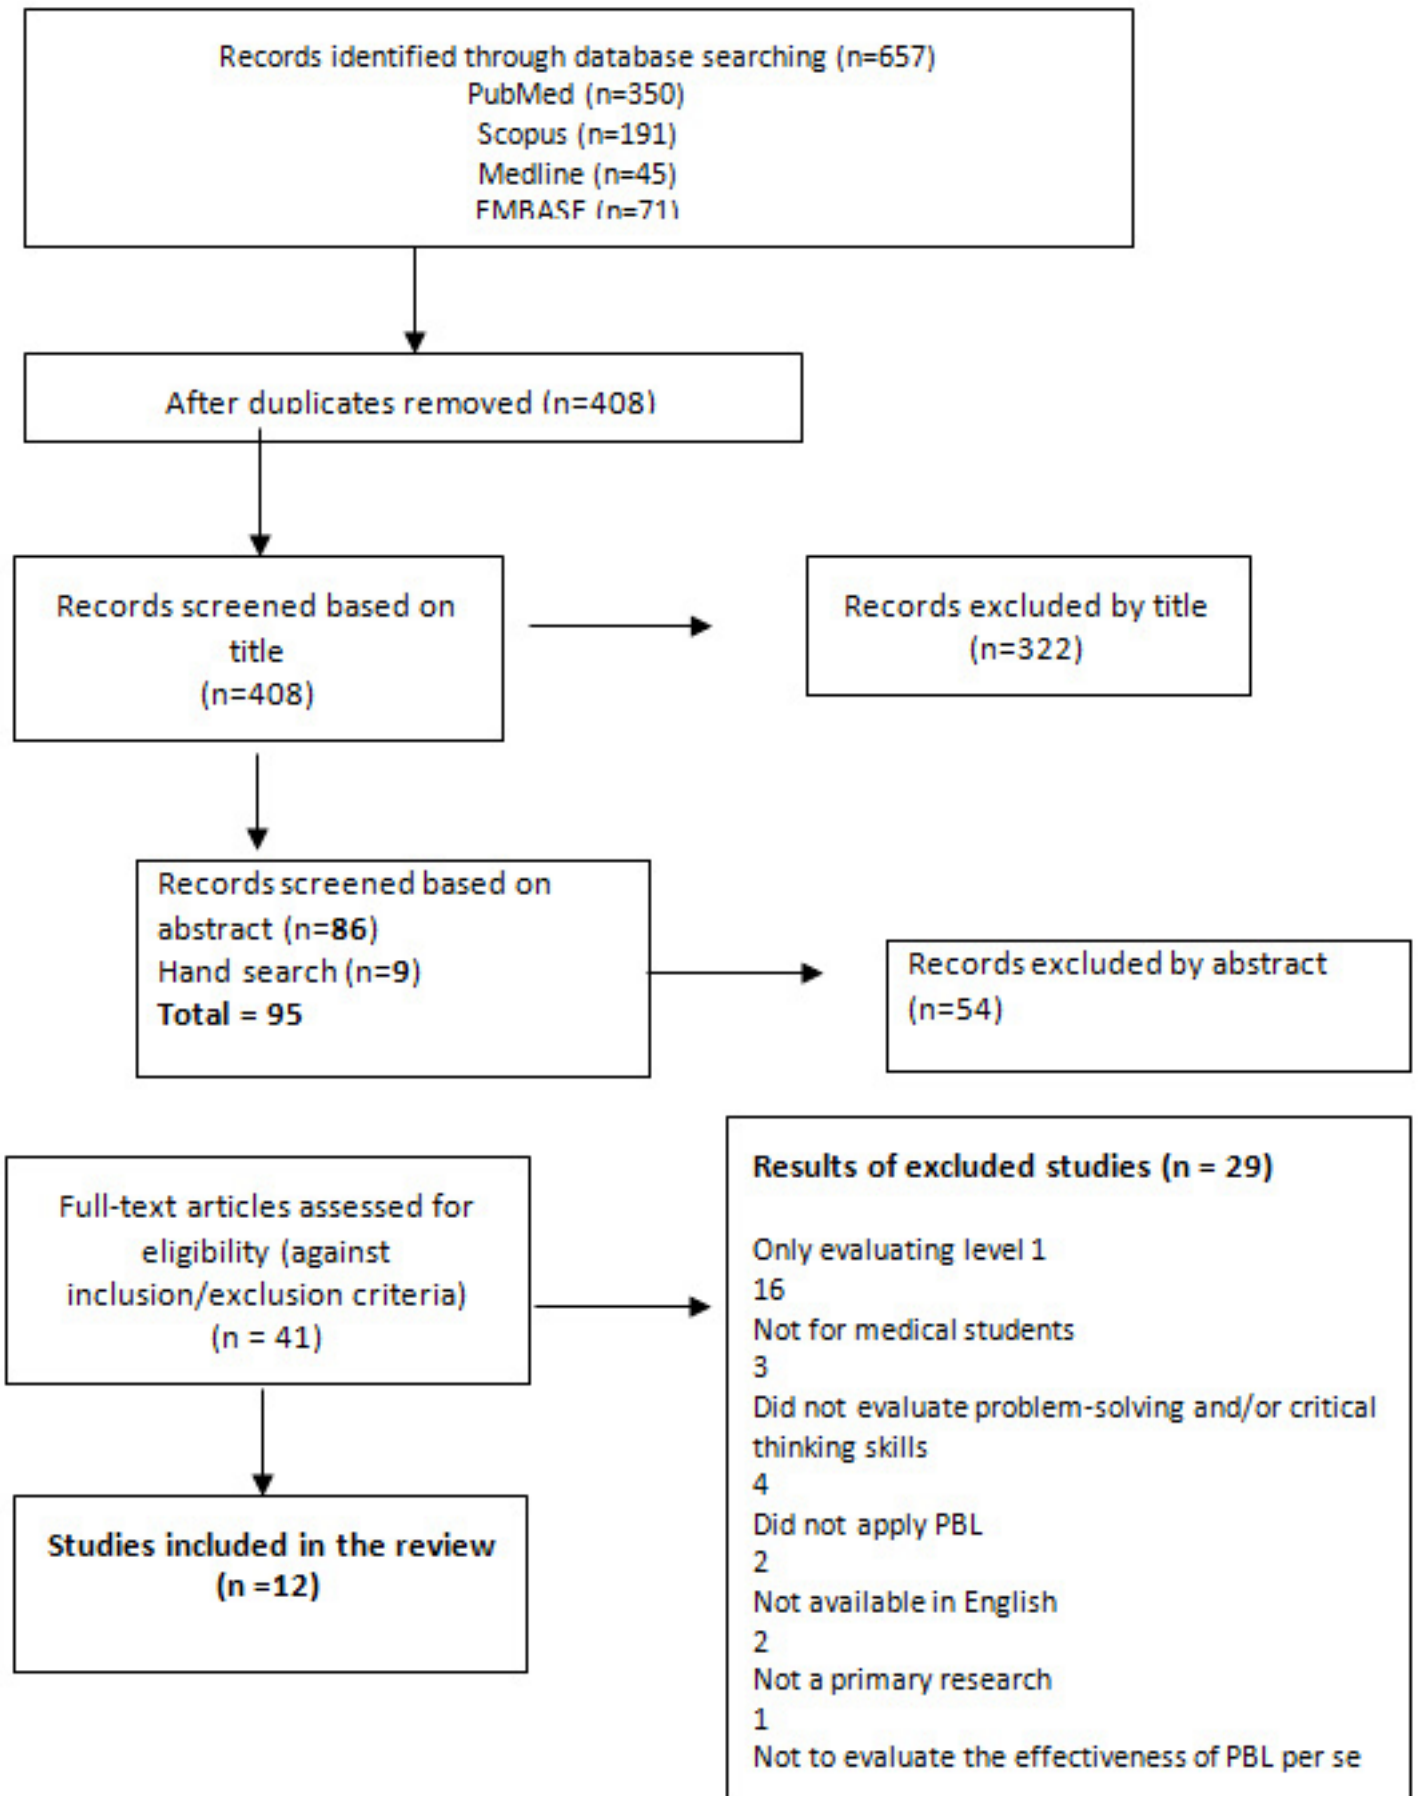 Records identified through database searching (n=657)
PubMed (n=350)
Scopus (n=191)
Medline (n=45)
EMBASE (n=71)
After duplicates removed (n=408)
Records screened based on
title
(n=408)
Records excluded by title
(n=322)
Records screened based on
abstract (n=86)
Hand search (n=9)
Total = 95
Records excluded by abstract
(n=54)
Full-text articles assessed for
eligibility (against
inclusion/exclusion criteria)
(n = 41)
Results of excluded studies (n = 29)
Only evaluating level 1
16
Not for medical students
3
Did not evaluate problem-solving and/or critical
thinking skills
4
Did not apply PBL
2
Not available in English
2
Not a primary research
1
Not to evaluate the effectiveness of PBL per se
Studies included in the review
(n =12)